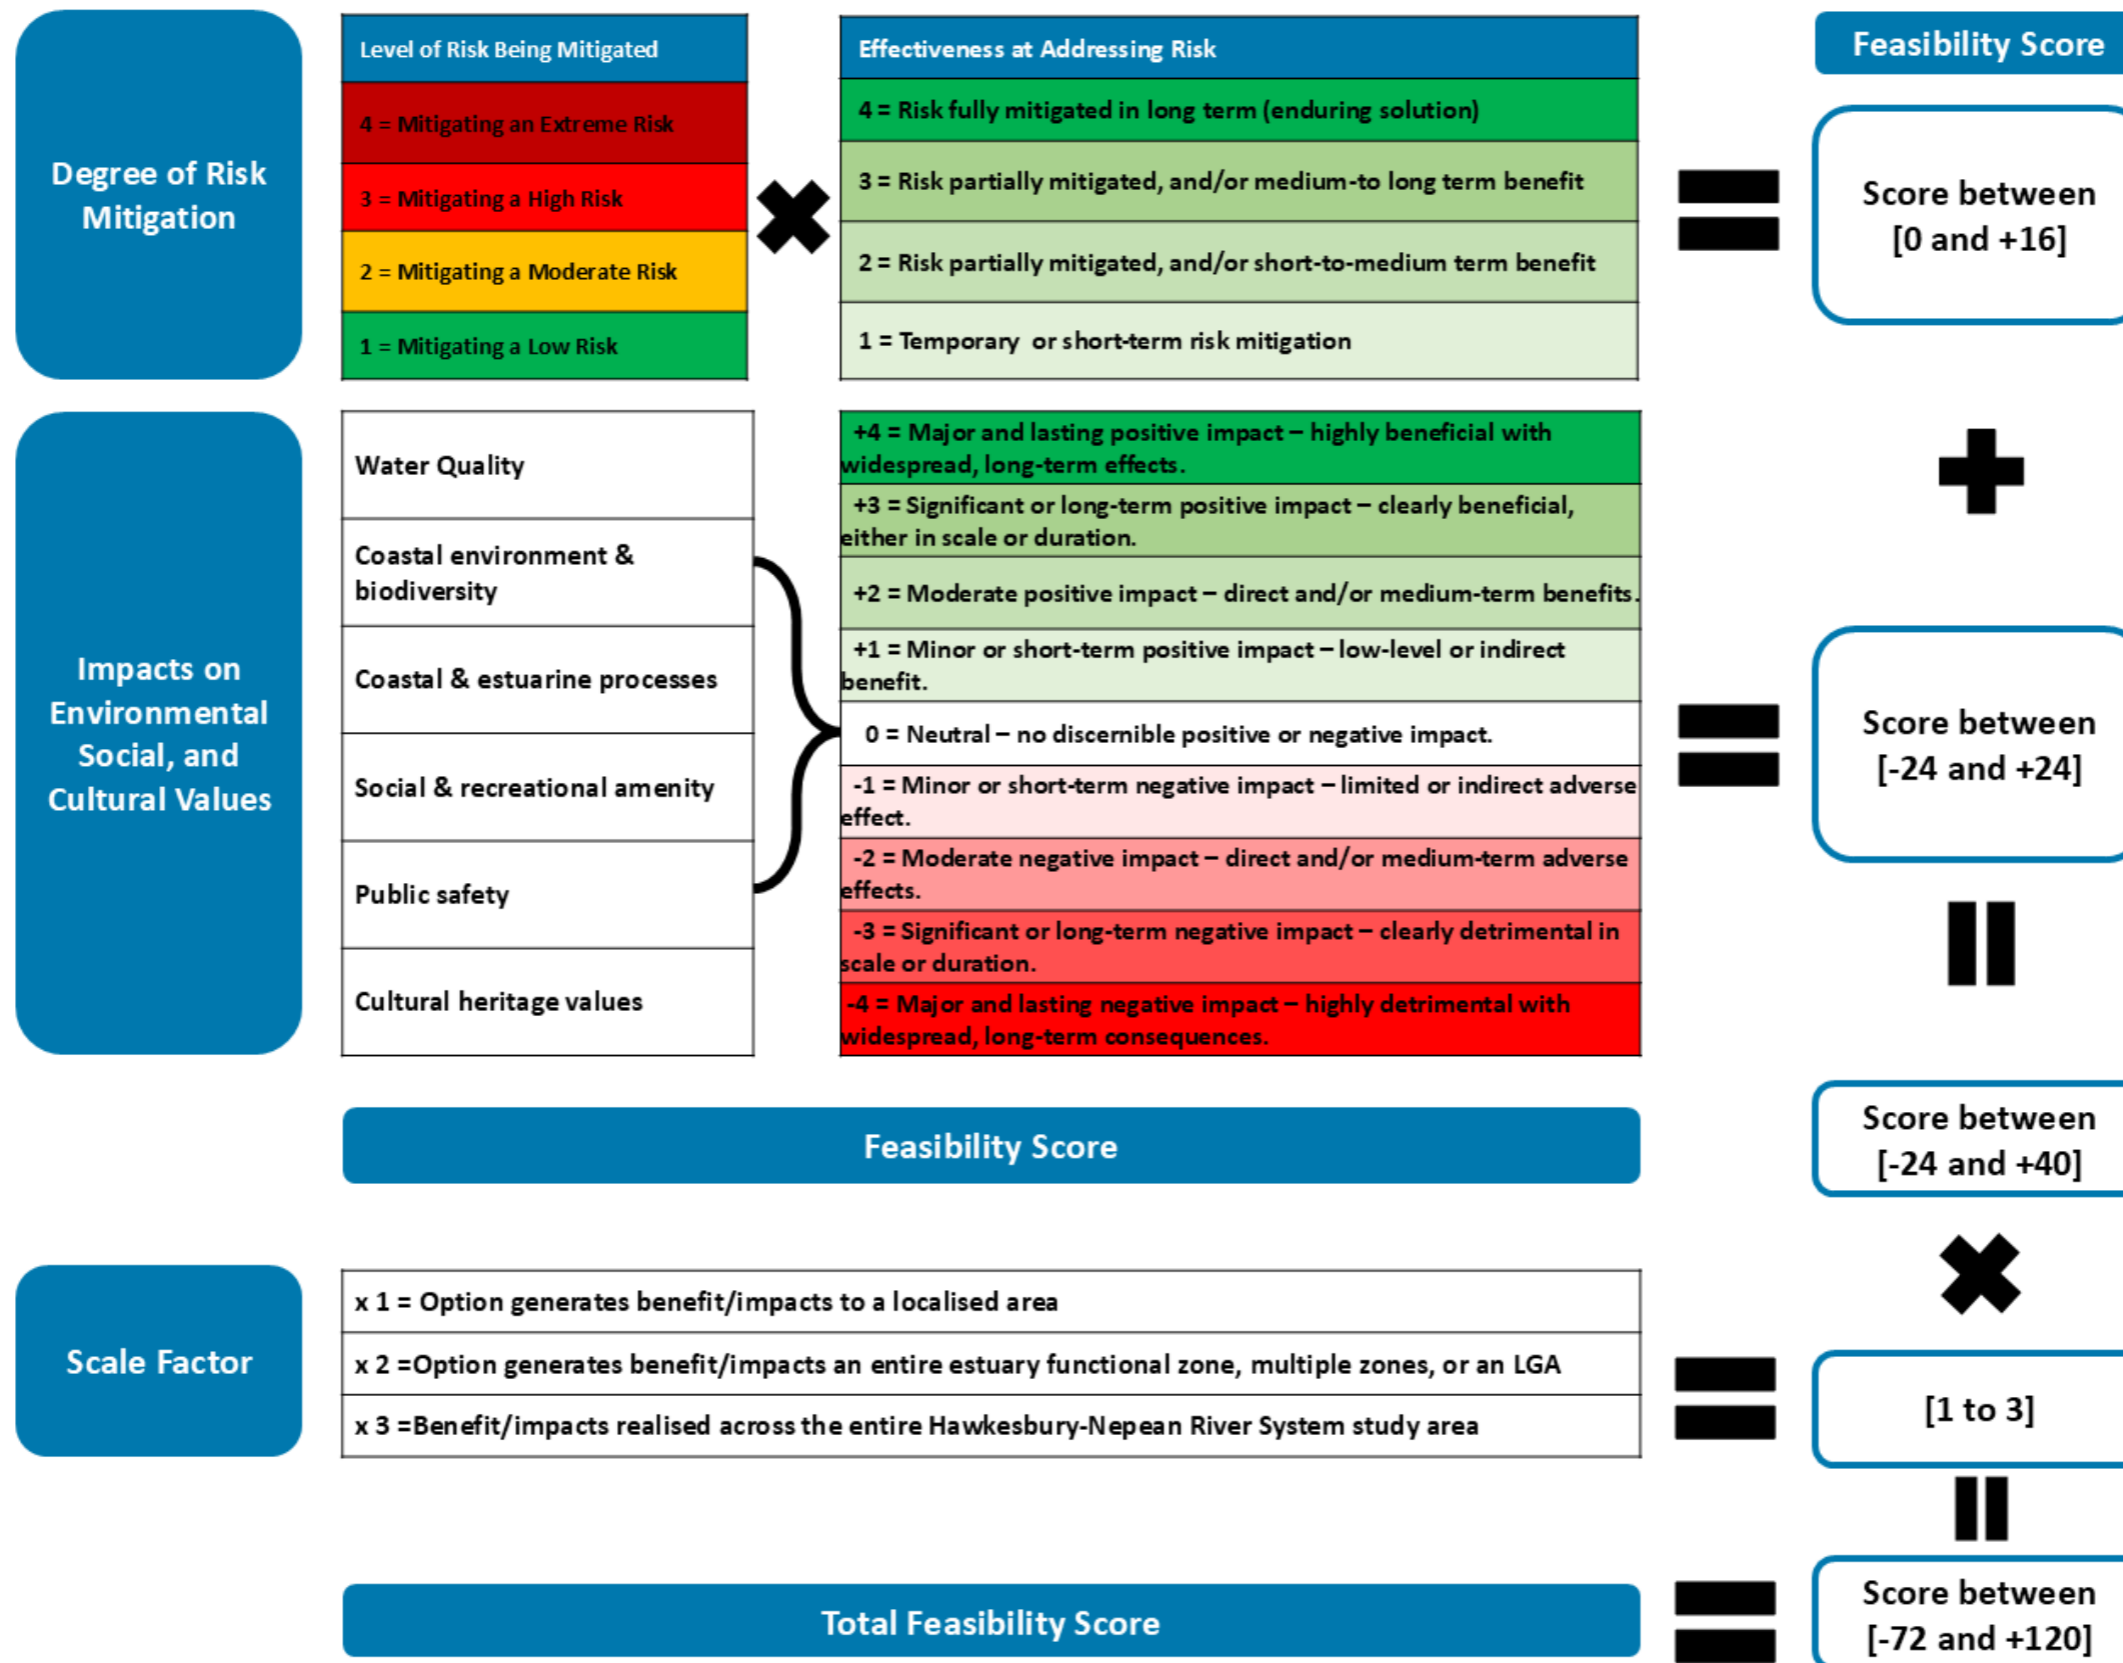 Degree of Risk
Mitigation
Level of Risk Being Mitigated
4 = Mitigating an Extreme Risk
3 = Mitigating a High Risk
2 = Mitigating a Moderate Risk
1 = Mitigating a Low Risk
Effectiveness at Addressing Risk
4 = Risk fully mitigated in long term (enduring solution)
3 = Risk partially mitigated, and/or medium-to long term benefit
2 = Risk partially mitigated, and/or short-to-medium term benefit
1 = Temporary or short-term risk mitigation
Feasibility Score
Score between
[0 and +16]
Impacts on
Environmental
Social, and
Cultural Values
Water Quality
Coastal environment &
biodiversity
Coastal & estuarine processes
Social & recreational amenity
Public safety
Cultural heritage values
+4 = Major and lasting positive impact – highly beneficial with
widespread, long-term effects.
+3 = Significant or long-term positive impact – clearly beneficial,
either in scale or duration.
+2 = Moderate positive impact – direct and/or medium-term benefits.
+1 = Minor or short-term positive impact – low-level or indirect
benefit.
0 = Neutral – no discernible positive or negative impact.
-1 = Minor or short-term negative impact – limited or indirect adverse
effect.
-2 = Moderate negative impact – direct and/or medium-term adverse
effects.
-3 = Significant or long-term negative impact – clearly detrimental in
scale or duration.
-4 = Major and lasting negative impact – highly detrimental with
widespread, long-term consequences.
Score between
[-24 and +24]
Feasibility Score
Score between
[-24 and +40]
Scale Factor
x 1 = Option generates benefit/impacts to a localised area
x 2 =Option generates benefit/impacts an entire estuary functional zone, multiple zones, or an LGA
x 3 =Benefit/impacts realised across the entire Hawkesbury-Nepean River System study area
[1 to 3]
Total Feasibility Score
Score between
[-72 and +120]